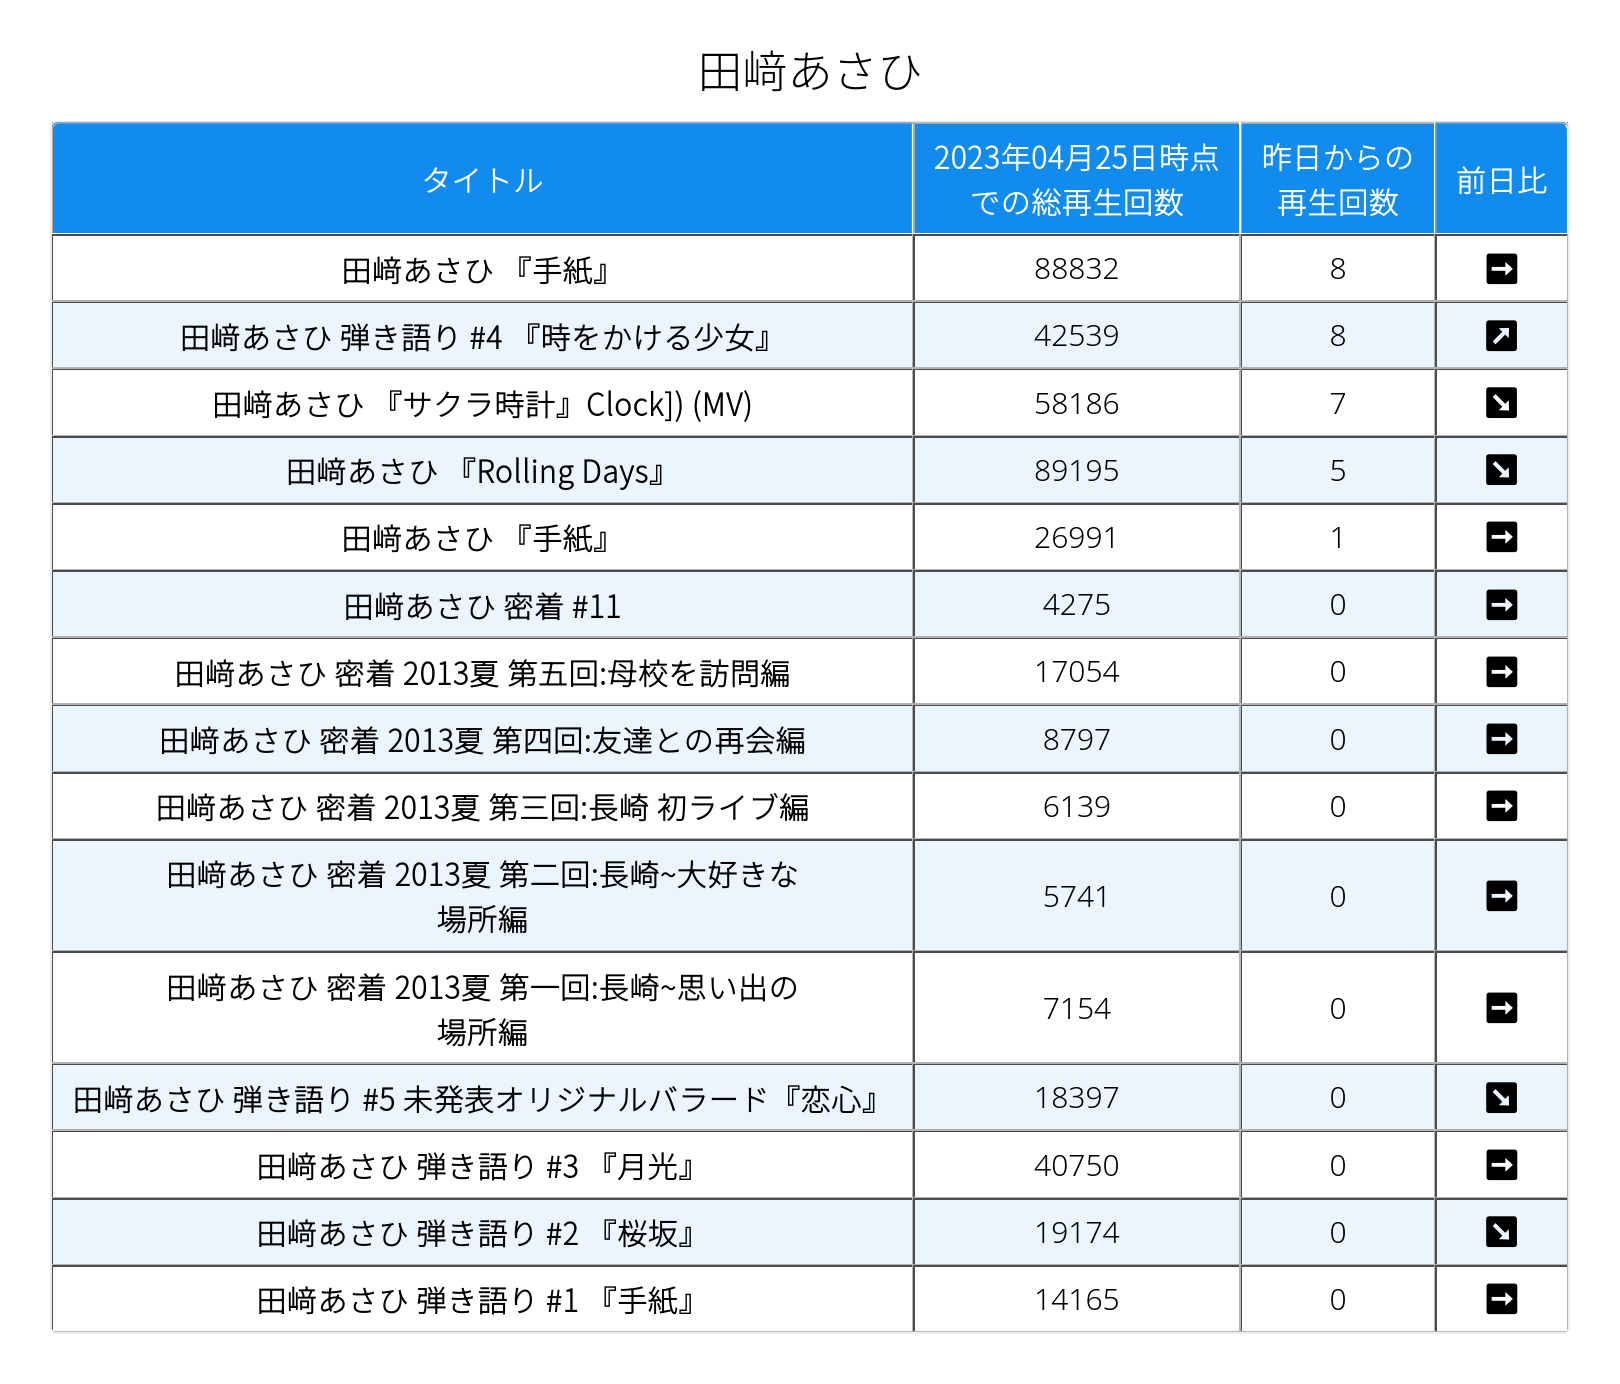 田﨑あさひ
タイトル
2023年04月25日時点
での総再生回数
昨日からの
再生回数
前日比
田﨑あさひ 『手紙』 88832 8 ➡
田﨑あさひ 弾き語り #4 『時をかける少女』 42539 8 ↗
田﨑あさひ 『サクラ時計』Clock]) (MV) 58186 7 ↘
田﨑あさひ 『Rolling Days』 89195 5 ↘
田﨑あさひ 『手紙』 26991 1 ➡
田﨑あさひ 密着 #11 4275 0 ➡
田﨑あさひ 密着 2013夏 第五回:母校を訪問編 17054 0 ➡
田﨑あさひ 密着 2013夏 第四回:友達との再会編 8797 0 ➡
田﨑あさひ 密着 2013夏 第三回:長崎 初ライブ編 6139 0 ➡
田﨑あさひ 密着 2013夏 第二回:長崎~大好きな
場所編 5741 0 ➡
田﨑あさひ 密着 2013夏 第一回:長崎~思い出の
場所編 7154 0 ➡
田﨑あさひ 弾き語り #5 未発表オリジナルバラード『恋心』 18397 0 ↘
田﨑あさひ 弾き語り #3 『月光』 40750 0 ➡
田﨑あさひ 弾き語り #2 『桜坂』 19174 0 ↘
田﨑あさひ 弾き語り #1 『手紙』 14165 0 ➡